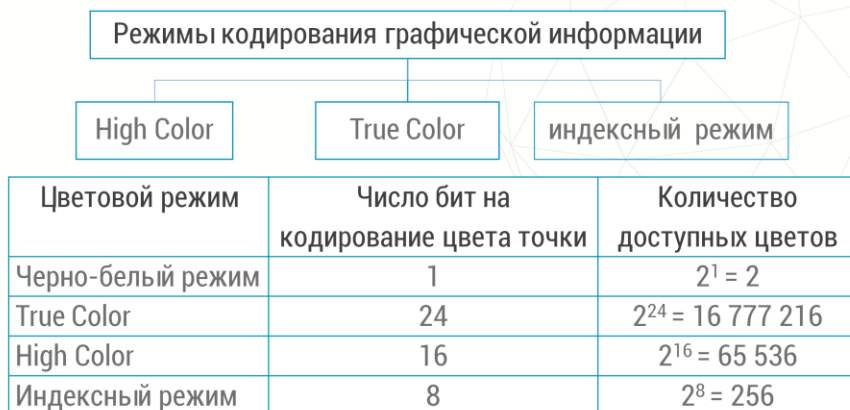 Режимы кодирования графической информации
High Color
True Color
индексный режим
Цветовой режим
Число бит на
кодирование цвета точки
Количество
доступных цветов
Черно-белый режим
1
2¹ = 2
True Color
24
2²⁴ = 16 777 216
High Color
16
2¹⁶ = 65 536
Индексный режим
8
2⁸ = 256